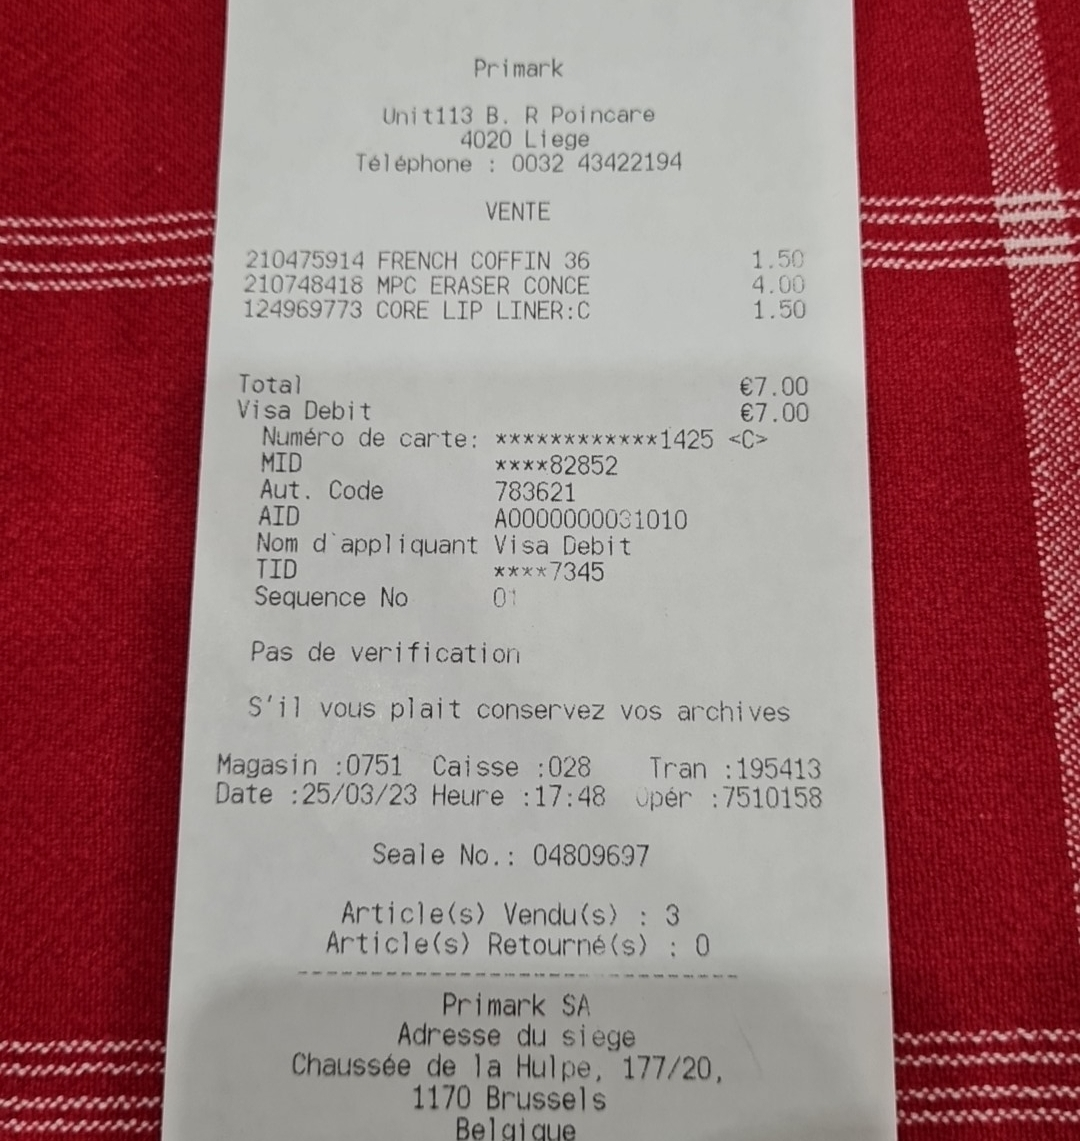 Primark
Unit113 B. R Poincare
4020 Liege
Téléphone : 0032 43422194
VENTE
210475914 FRENCH COFFIN 36 1.50
210748418 MPC ERASER CONCE 4.00
124969773 CORE LIP LINER:C 1.50
Total €7.00
Visa Debit €7.00
Numéro de carte: ************1425 <C>
MID ****82852
Aut. Code 783621
AID A0000000031010
Nom d`appliquant Visa Debit
TID ****7345
Sequence No 01
Pas de verification
S'il vous plait conservez vos archives
Magasin :0751 Caisse :028 Tran :195413
Date :25/03/23 Heure :17:48 Opér :7510158
Seale No.: 04809697
Article(s) Vendu(s) : 3
Article(s) Retourné(s) : 0
----------------------------
Primark SA
Adresse du siege
Chaussée de la Hulpe, 177/20,
1170 Brussels
Belgique